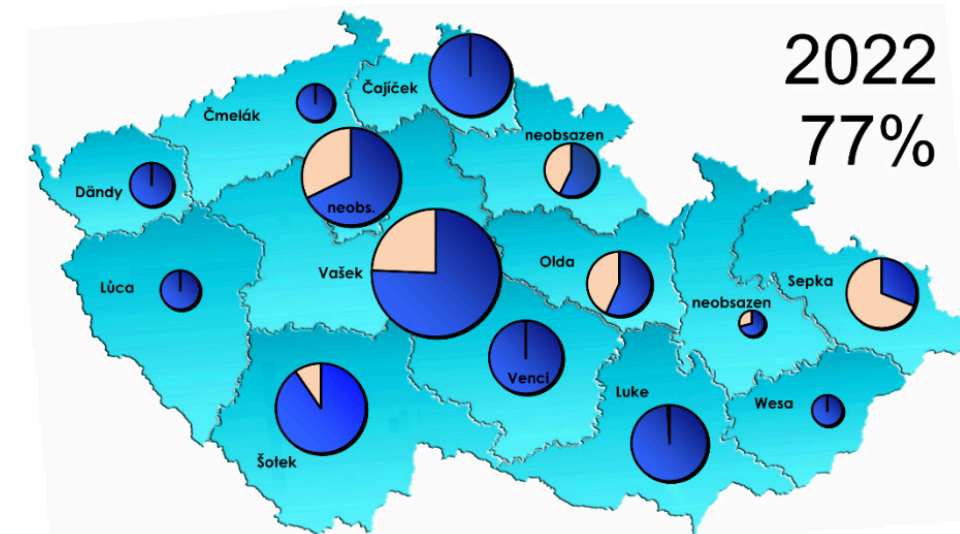 2022
77%
Čajíček
Čmelák
neobsazen
Dändy
neobs.
Olda
Vašek
Sepka
Lůca
neobsazen
Venci
Luke
Wesa
Šotek